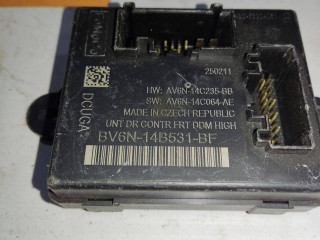 250211
HW: AV6N-14C235-BB
SW: AV6N-14C064-AE
MADE IN CZECH REPUBLIC
UNT DR CONTR FRT DDM HIGH
BV6N-14B531-BF
DCUGA